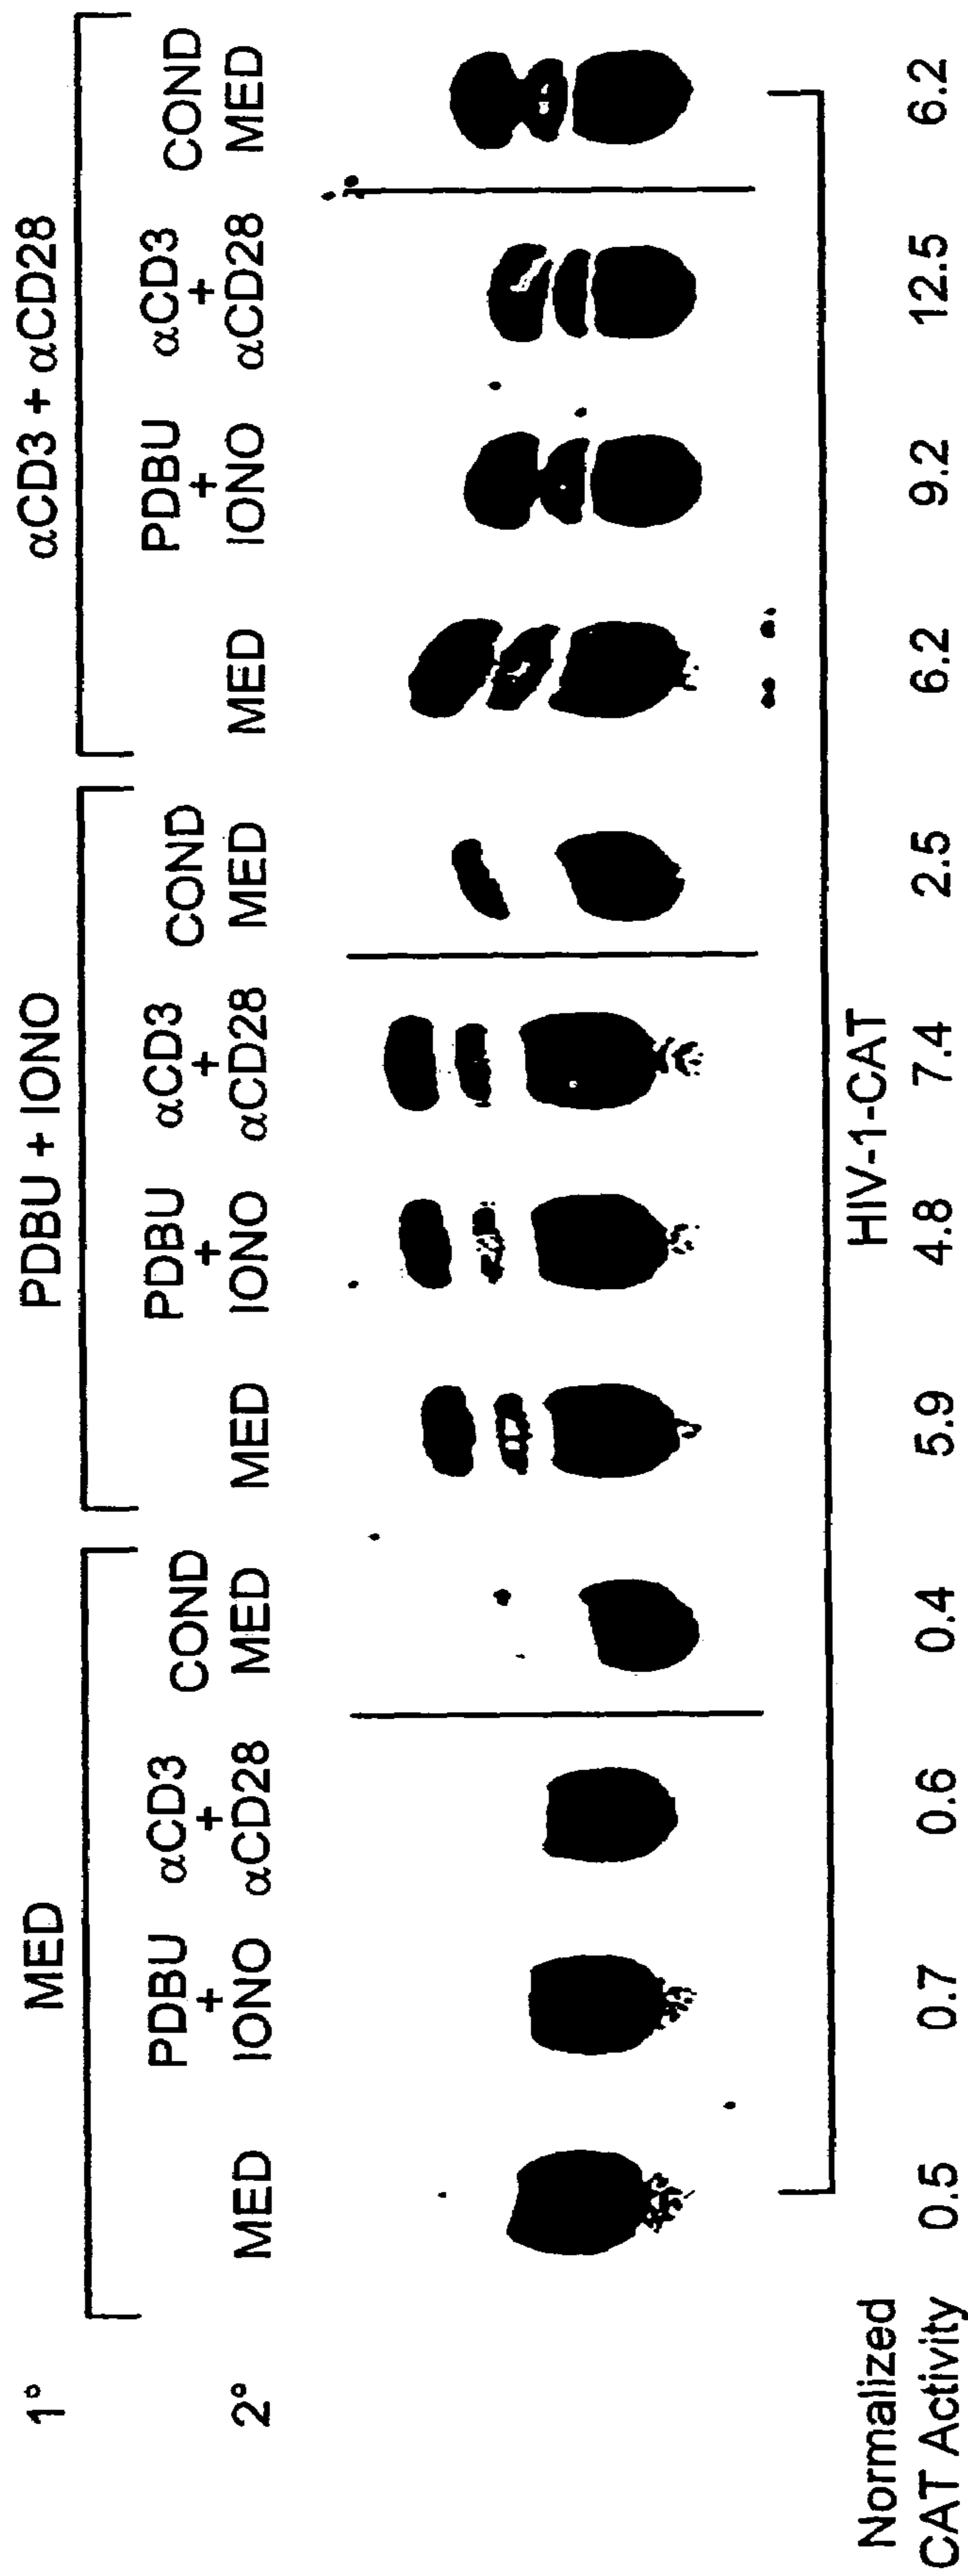 1° MED PDBU + IONO αCD3 + αCD28
PDBU αCD3 COND PDBU αCD3 COND PDBU αCD3 COND
+ + + + + +
2° MED IONO αCD28 MED MED IONO αCD28 MED MED IONO αCD28 MED
HIV-1-CAT
Normalized
CAT Activity 0.5 0.7 0.6 0.4 5.9 4.8 7.4 2.5 6.2 9.2 12.5 6.2